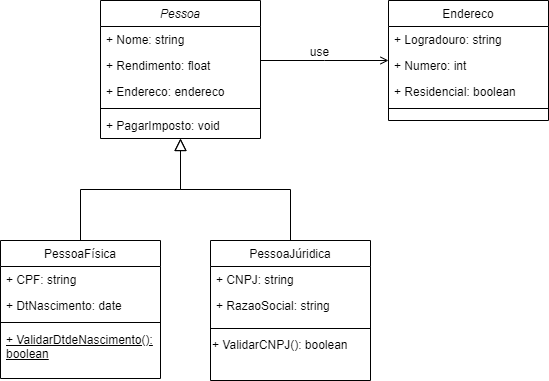 Pessoa
+ Nome: string
+ Rendimento: float
+ Endereco: endereco
+ PagarImposto: void
use
Endereco
+ Logradouro: string
+ Numero: int
+ Residencial: boolean
PessoaFísica
+ CPF: string
+ DtNascimento: date
+ ValidarDtdeNascimento():
boolean
PessoaJúridica
+ CNPJ: string
+ RazaoSocial: string
+ ValidarCNPJ(): boolean